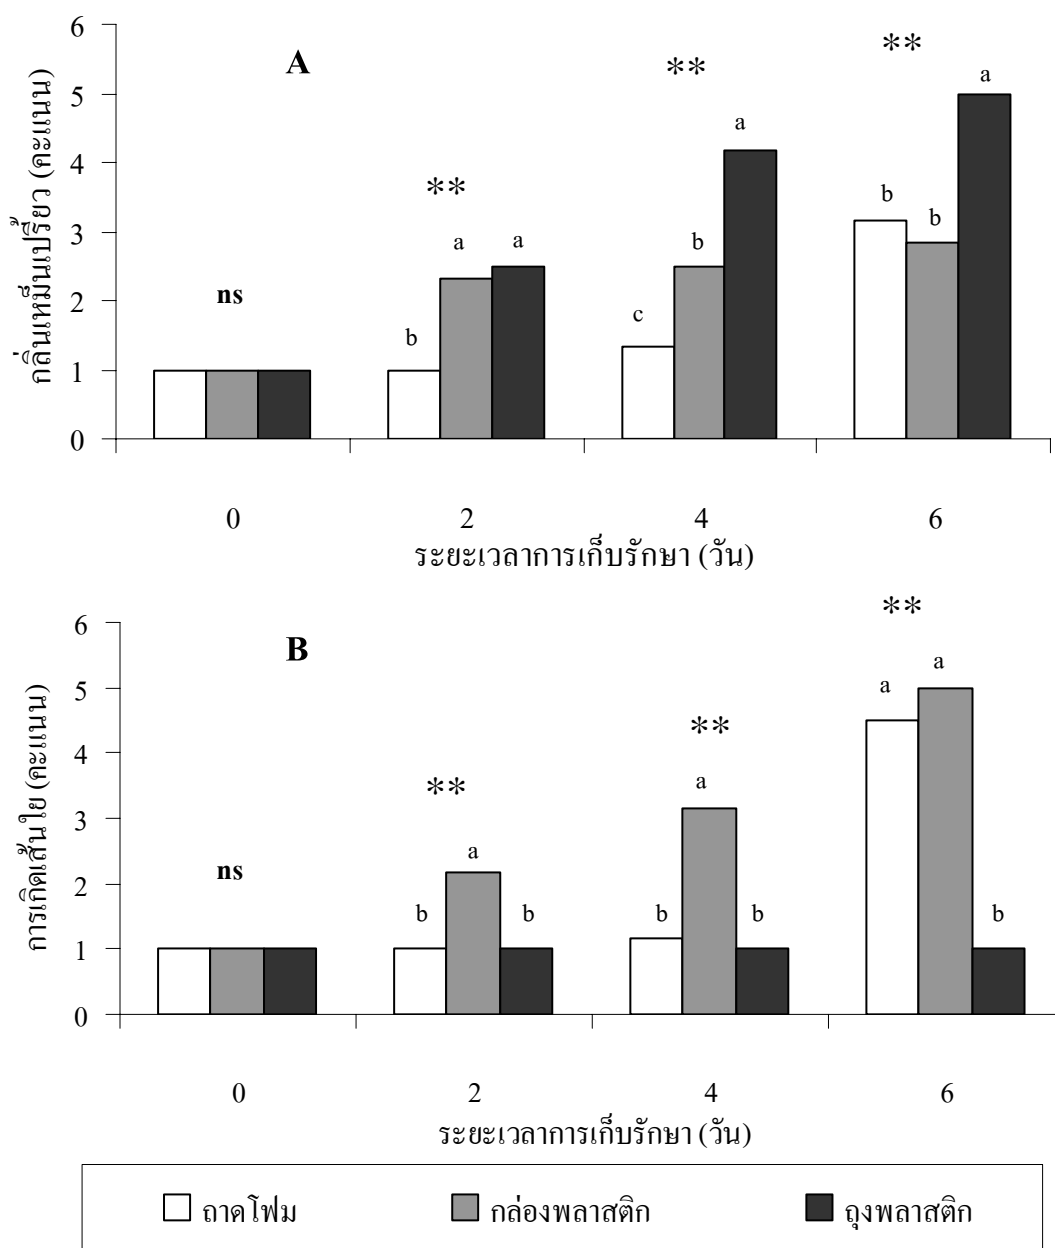 6
A
**
**
a
5
a
4
**
b
3
a
a
b
b
2
ns
c
b
1
0
กลิ่นเหม็นเปรี้ยว (คะแนน)
0 2 4 6
ระยะเวลาการเก็บรักษา (วัน)
**
6
B
a
a
5
**
4
**
a
3
a
ns
2
b b b b b
1
0
การเกิดเส้นใย (คะแนน)
0 2 4 6
ระยะเวลาการเก็บรักษา (วัน)
ถาดโฟม กล่องพลาสติก ถุงพลาสติก